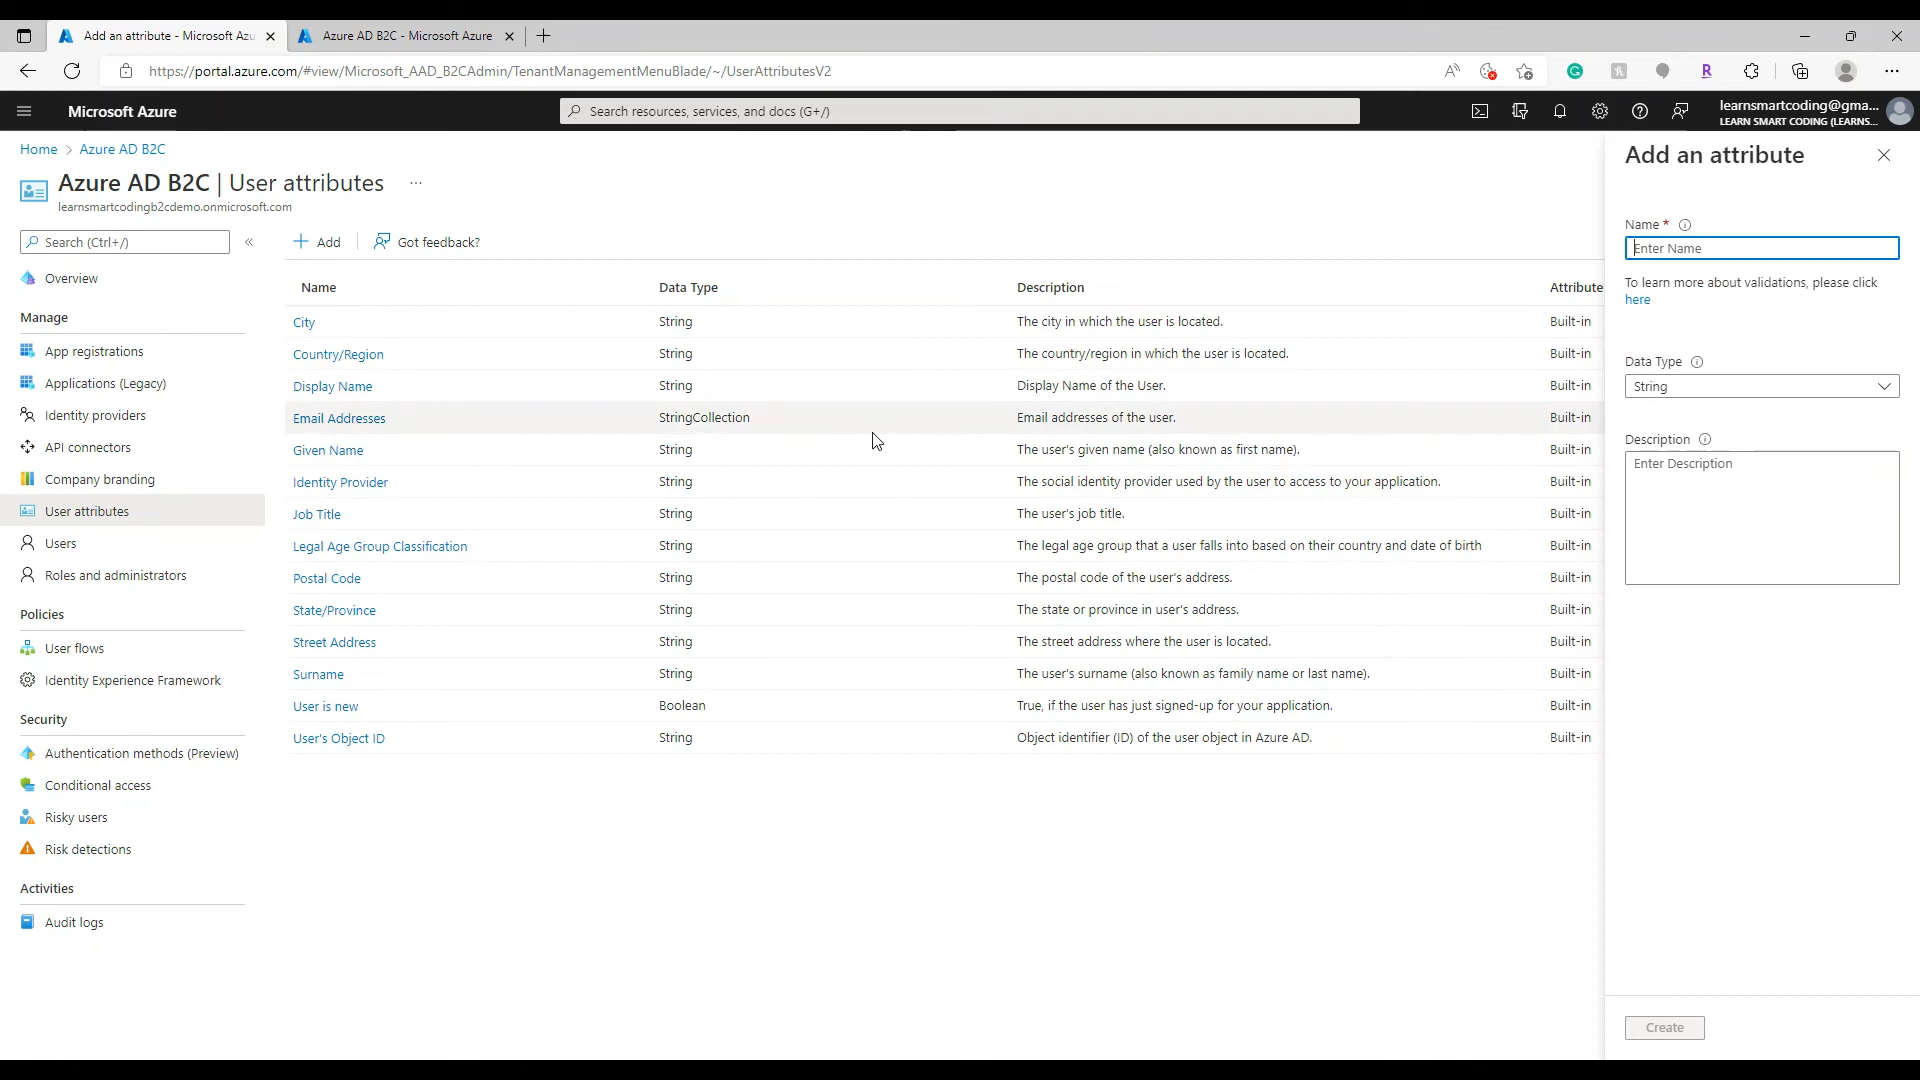 Add an attribute - Microsoft Azu
Azure AD B2C - Microsoft Azure
https://portal.azure.com/#view/Microsoft_AAD_B2CAdmin/TenantManagementMenuBlade/~/UserAttributesV2
Microsoft Azure
Search resources, services, and docs (G+/)
learnsmartcoding@gma...
LEARN SMART CODING (LEARNS...
Home > Azure AD B2C
Azure AD B2C | User attributes ...
learnsmartcodingb2cdemo.onmicrosoft.com
Search (Ctrl+/)
«
Overview
Manage
App registrations
Applications (Legacy)
Identity providers
API connectors
Company branding
User attributes
Users
Roles and administrators
Policies
User flows
Identity Experience Framework
Security
Authentication methods (Preview)
Conditional access
Risky users
Risk detections
Activities
Audit logs
Add
Got feedback?
Name Data Type Description Attribute
City String The city in which the user is located. Built-in
Country/Region String The country/region in which the user is located. Built-in
Display Name String Display Name of the User. Built-in
Email Addresses StringCollection Email addresses of the user. Built-in
Given Name String The user's given name (also known as first name). Built-in
Identity Provider String The social identity provider used by the user to access to your application. Built-in
Job Title String The user's job title. Built-in
Legal Age Group Classification String The legal age group that a user falls into based on their country and date of birth Built-in
Postal Code String The postal code of the user's address. Built-in
State/Province String The state or province in user's address. Built-in
Street Address String The street address where the user is located. Built-in
Surname String The user's surname (also known as family name or last name). Built-in
User is new Boolean True, if the user has just signed-up for your application. Built-in
User's Object ID String Object identifier (ID) of the user object in Azure AD. Built-in
Add an attribute
Name *
Enter Name
To learn more about validations, please click
here
Data Type
String
Description
Enter Description
Create